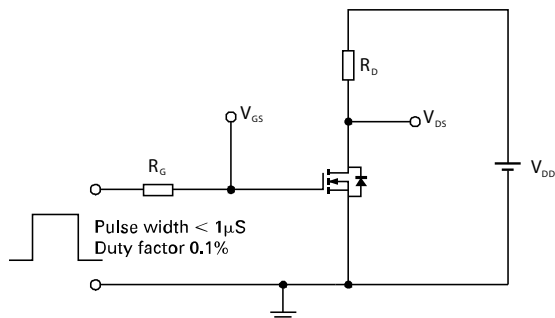 R_D
V_GS
V_DS
R_G
V_DD
Pulse width < 1µS
Duty factor 0.1%